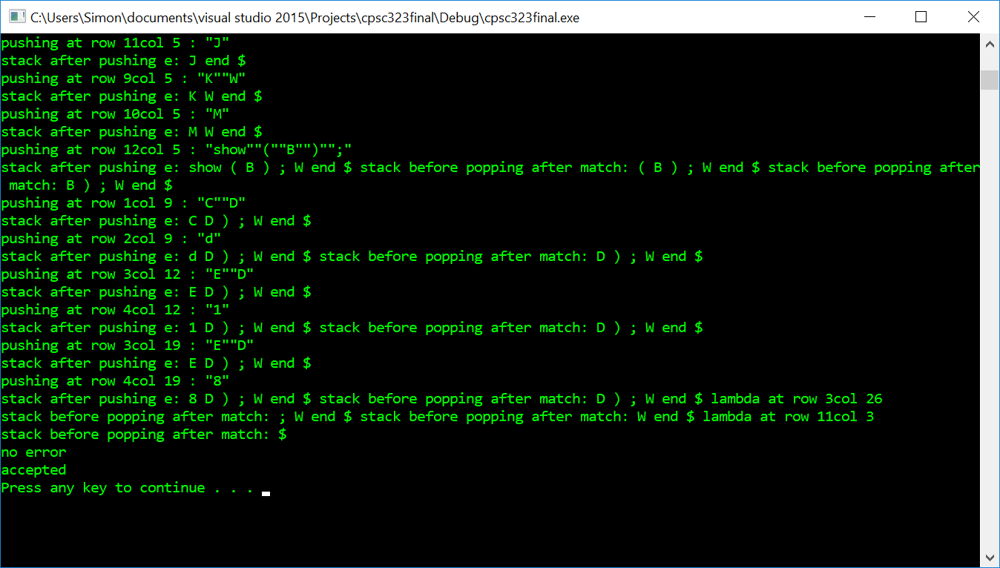 C:\Users\Simon\documents\visual studio 2015\Projects\cpsc323final\Debug\cpsc323final.exe
pushing at row 11col 5 : "J"
stack after pushing e: J end $
pushing at row 9col 5 : "K""W"
stack after pushing e: K W end $
pushing at row 10col 5 : "M"
stack after pushing e: M W end $
pushing at row 12col 5 : "show""(""B"")"";"
stack after pushing e: show ( B ) ; W end $ stack before popping after match: ( B ) ; W end $ stack before popping after
 match: B ) ; W end $
pushing at row 1col 9 : "C""D"
stack after pushing e: C D ) ; W end $
pushing at row 2col 9 : "d"
stack after pushing e: d D ) ; W end $ stack before popping after match: D ) ; W end $
pushing at row 3col 12 : "E""D"
stack after pushing e: E D ) ; W end $
pushing at row 4col 12 : "1"
stack after pushing e: 1 D ) ; W end $ stack before popping after match: D ) ; W end $
pushing at row 3col 19 : "E""D"
stack after pushing e: E D ) ; W end $
pushing at row 4col 19 : "8"
stack after pushing e: 8 D ) ; W end $ stack before popping after match: D ) ; W end $ lambda at row 3col 26
stack before popping after match: ; W end $ stack before popping after match: W end $ lambda at row 11col 3
stack before popping after match: $
no error
accepted
Press any key to continue . . .